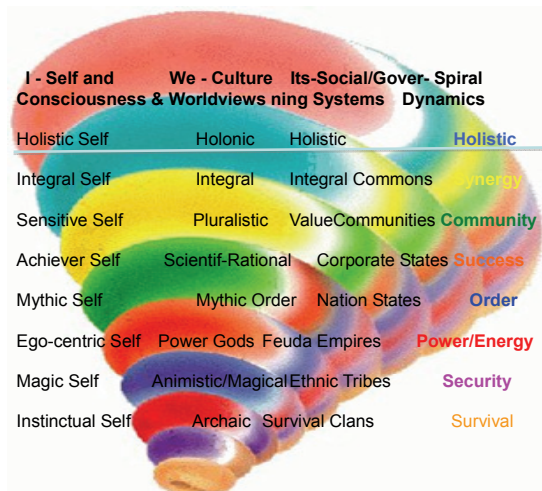 I - Self and We - Culture Its-Social/Gover- Spiral
Consciousness & Worldviews ning Systems Dynamics
Holistic Self Holonic Holistic Holistic
Integral Self Integral Integral Commons Synergy
Sensitive Self Pluralistic ValueCommunities Community
Achiever Self Scientif-Rational Corporate States Success
Mythic Self Mythic Order Nation States Order
Ego-centric Self Power Gods Feuda Empires Power/Energy
Magic Self Animistic/Magical Ethnic Tribes Security
Instinctual Self Archaic Survival Clans Survival